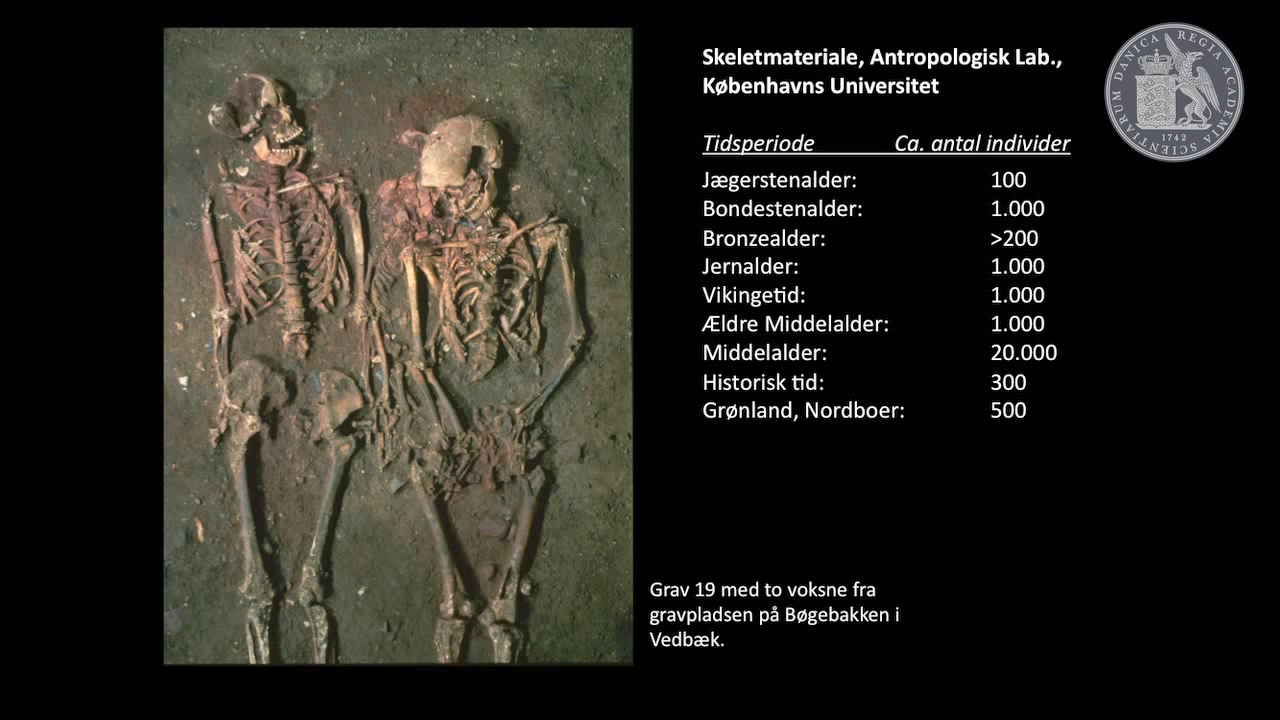 Skeletmateriale, Antropologisk Lab.,
Københavns Universitet
Tidsperiode Ca. antal individer
Jægerstenalder: 100
Bondestenalder: 1.000
Bronzealder: >200
Jernalder: 1.000
Vikingetid: 1.000
Ældre Middelalder: 1.000
Middelalder: 20.000
Historisk tid: 300
Grønland, Nordboer: 500
Grav 19 med to voksne fra
gravpladsen på Bøgebakken i
Vedbæk.
REGIA ACADEMIA SCIENTIARUM DANICA
1742